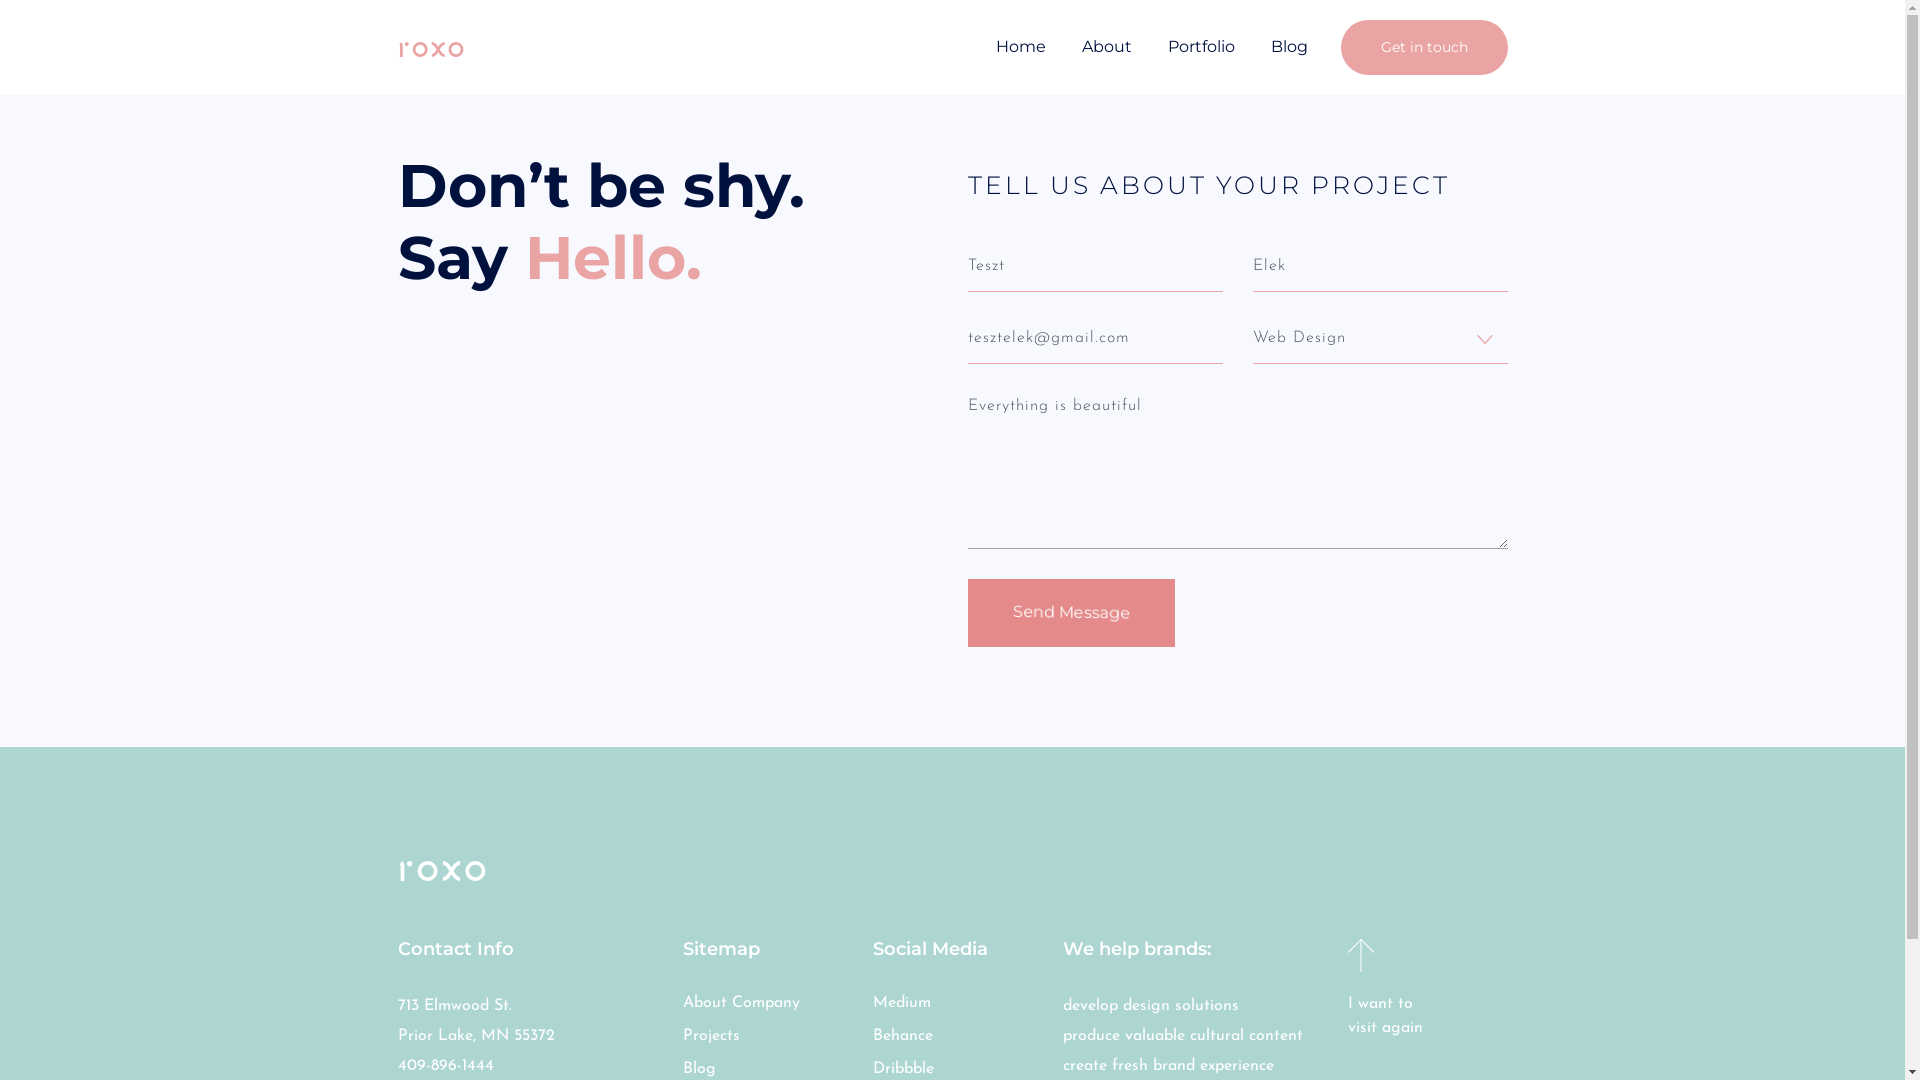 roxo
Home About Portfolio Blog Get in touch
Don’t be shy.
Say Hello.
TELL US ABOUT YOUR PROJECT
Teszt Elek
tesztelek@gmail.com Web Design
Everything is beautiful
Send Message
roxo
Contact Info
713 Elmwood St.
Prior Lake, MN 55372
409-896-1444
Sitemap
About Company
Projects
Blog
Social Media
Medium
Behance
Dribbble
We help brands:
develop design solutions
produce valuable cultural content
create fresh brand experience
I want to
visit again